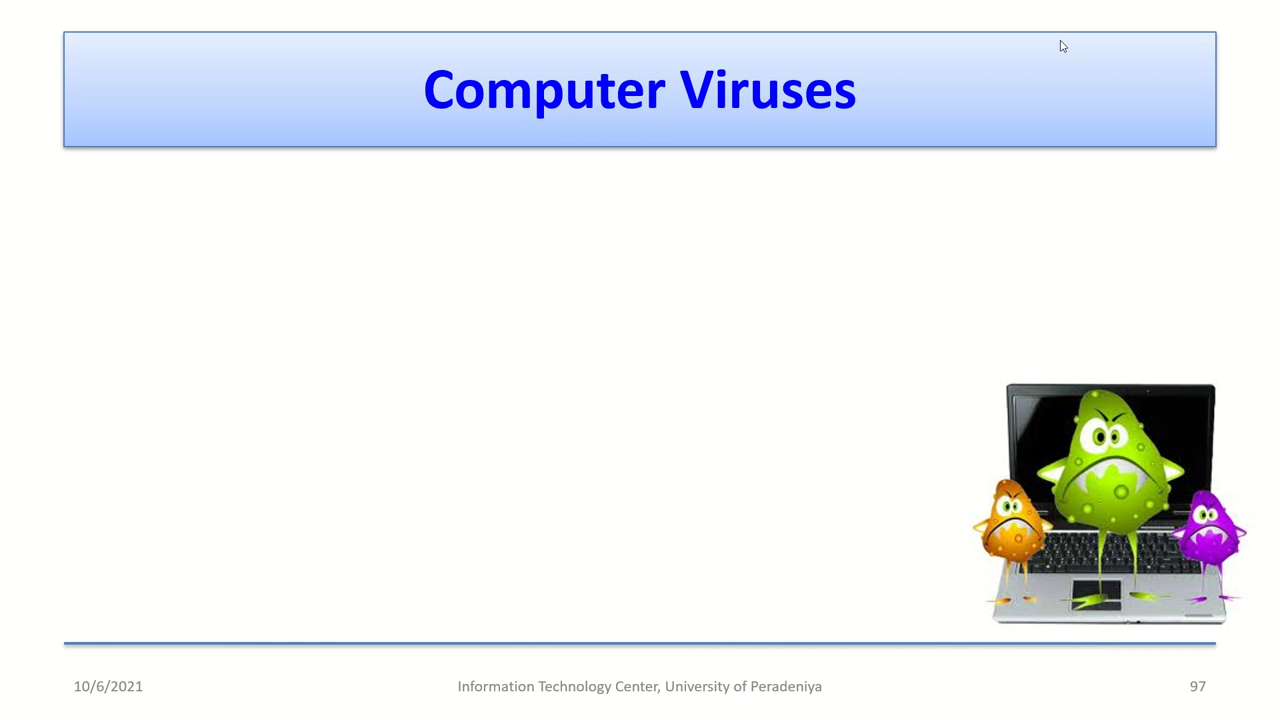 Computer Viruses
10/6/2021
Information Technology Center, University of Peradeniya
97